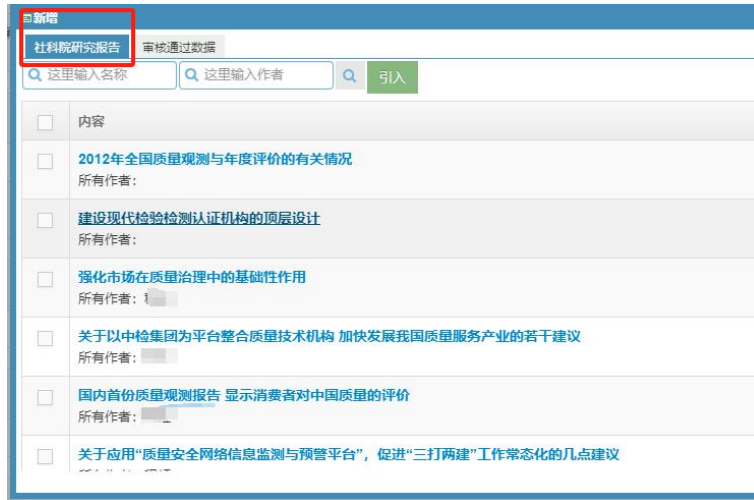 新增
社科院研究报告 审核通过数据
这里输入名称 这里输入作者 引入
内容
2012年全国质量观测与年度评价的有关情况
所有作者：
建设现代检验检测认证机构的顶层设计
所有作者：
强化市场在质量治理中的基础性作用
所有作者：
关于以中检集团为平台整合质量技术机构 加快发展我国质量服务产业的若干建议
所有作者：
国内首份质量观测报告 显示消费者对中国质量的评价
所有作者：
关于应用“质量安全网络信息监测与预警平台”，促进“三打两建”工作常态化的几点建议